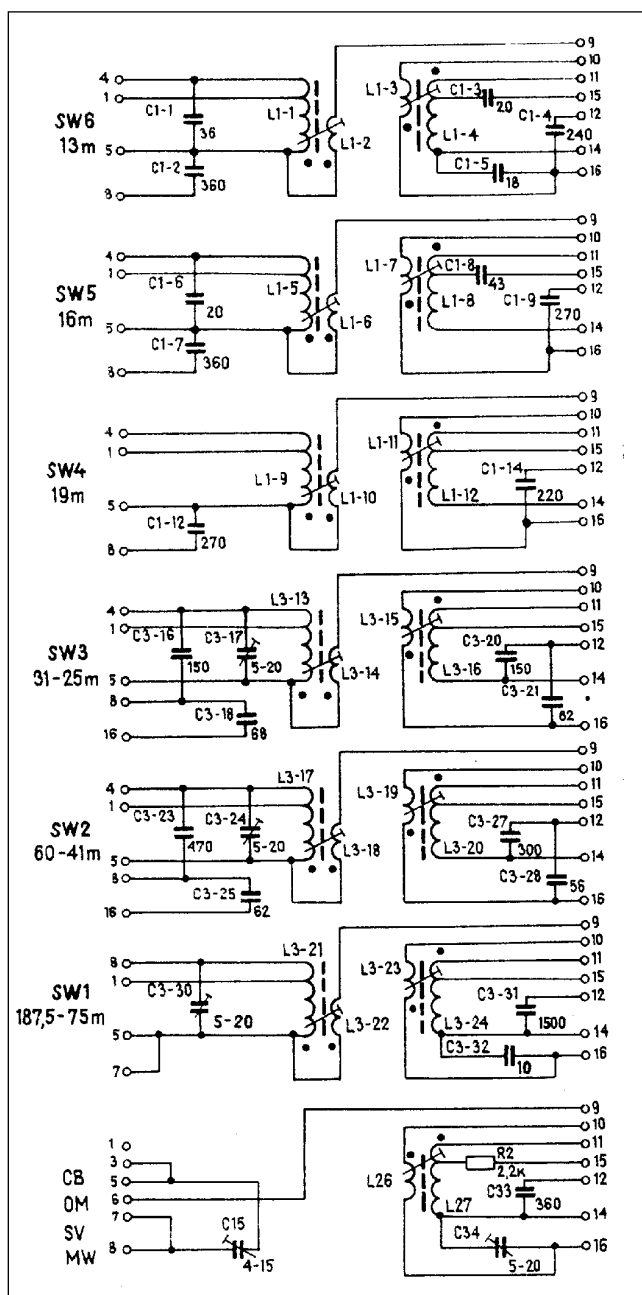 9
10
4 11
1 C1-1 L1-1 L1-3 C1-3 15
20 12
SW6 36 C1-4
13m L1-2 L1-4 240
5 C1-2 C1-5 14
8 360 18 16
9
10
4 L1-7 C1-8 11
1 C1-6 L1-5 15
SW5 43 12
16m 20 L1-6 L1-8 C1-9
5 C1-7 270 14
8 360 16
9
10
4 L1-11 11
1 15
SW4 L1-9 C1-14 12
19m L1-10 L1-12 220
5 C1-12 14
8 270 16
9
10
4 L3-13 L3-15 11
1 C3-16 C3-17 C3-20 15
SW3 12
31-25m 150 5-20 L3-14 L3-16 150
5 C3-21 14
8 C3-18 62
16 68 16
9
10
4 L3-17 L3-19 11
1 C3-23 C3-24 15
SW2 C3-27 12
60-41m 470 5-20 L3-18 L3-20 300
5 C3-28 14
8 C3-25 56
16 62 16
9
10
8 L3-21 L3-23 11
1 C3-30 15
SW1 C3-31 12
187,5-75m 5-20 L3-22 L3-24 1500
5 C3-32 14
7 10 16
9
10
1 11
3 R2 15
CB 5 L26 2,2к 12
OM 6 C33
SV 7 L27 360 14
MW 8 C15 C34 16
4-15 5-20